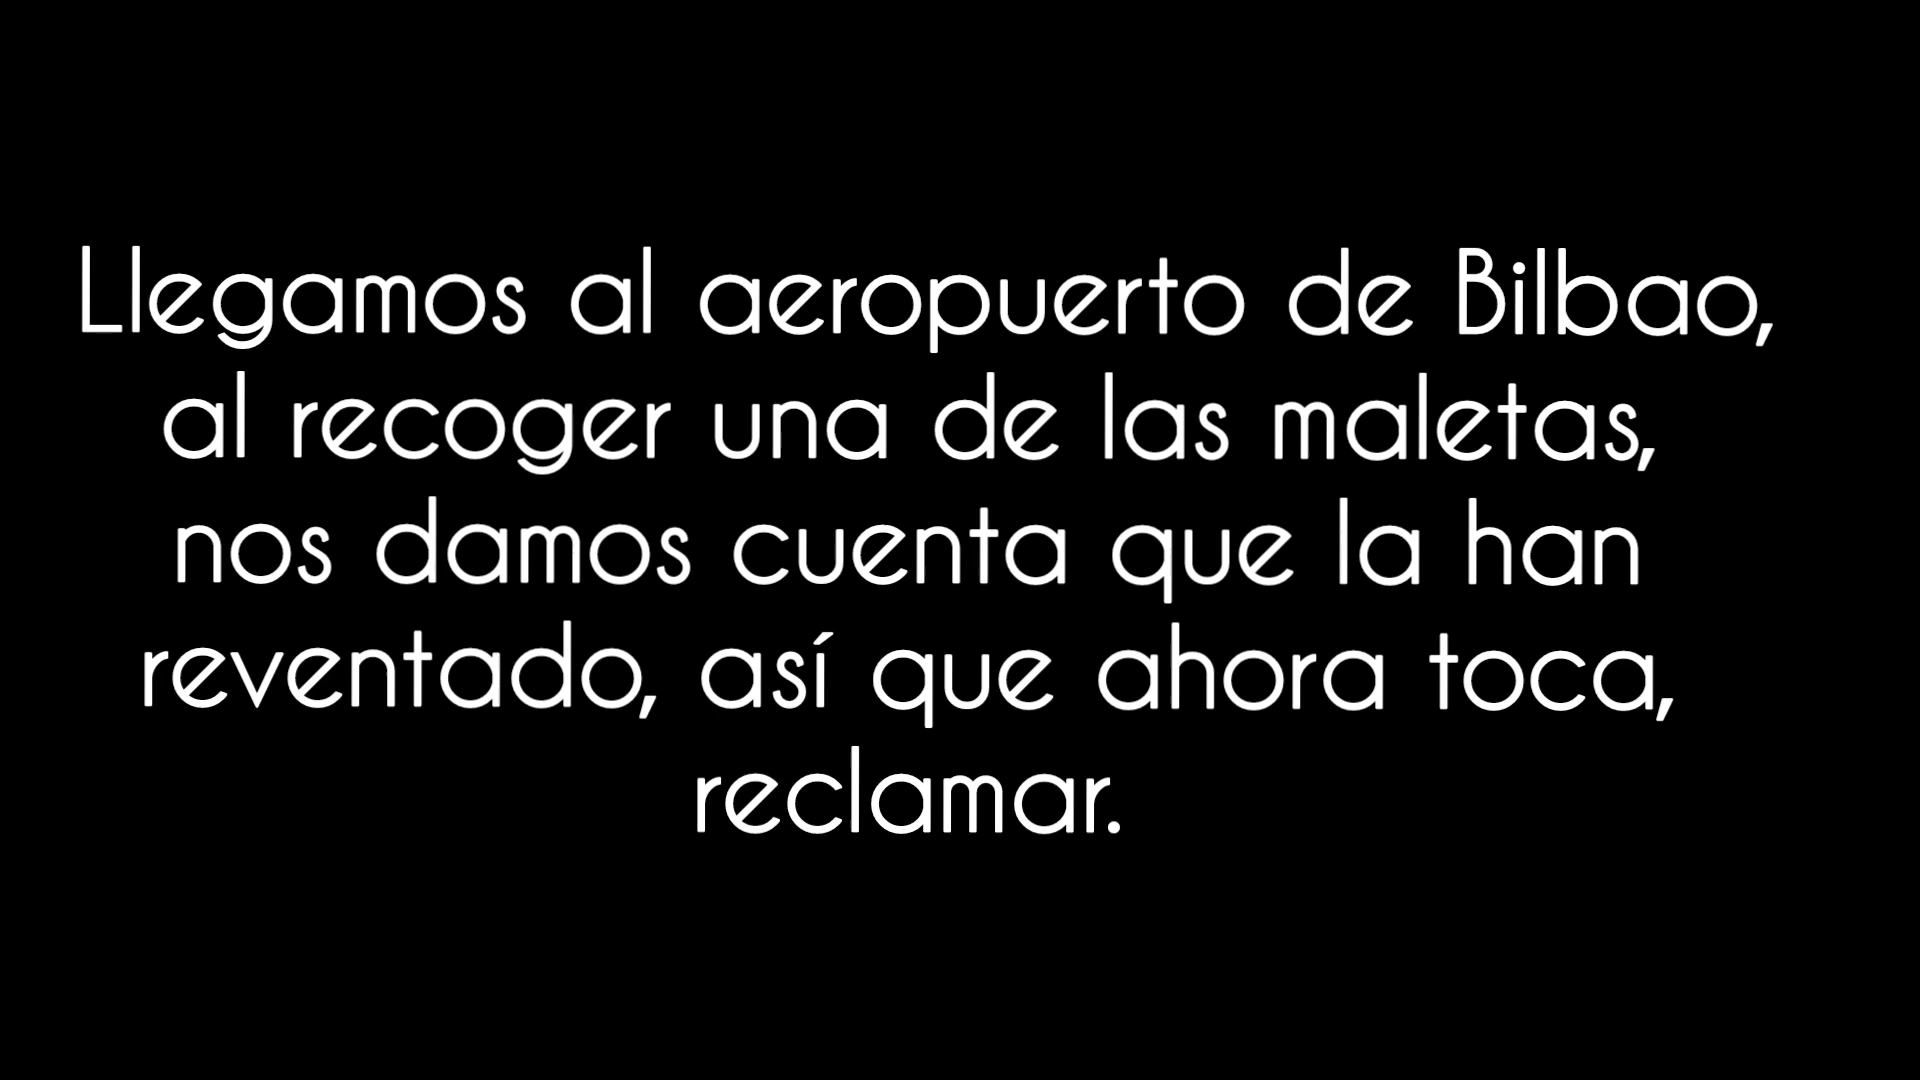 Llegamos al aeropuerto de Bilbao,
al recoger una de las maletas,
nos damos cuenta que la han
reventado, así que ahora toca,
reclamar.